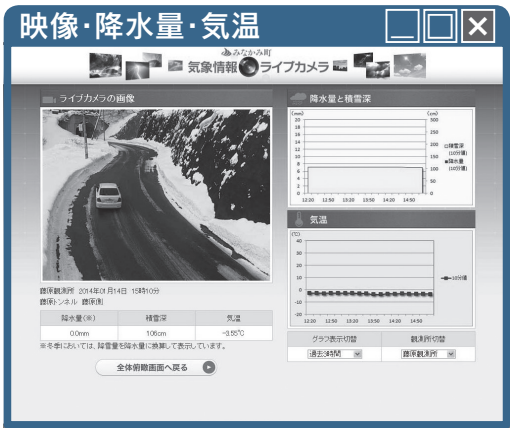 映像・降水量・気温
みなかみ町
気象情報 ライブカメラ
ライブカメラの画像
藤原観測所 2014年01月14日 15時10分
藤原トンネル 藤原側
降水量(※) 積雪深 気温
0.0mm 106cm -3.55℃
※冬季においては、降雪量を降水量に換算して表示しています。
全体俯瞰画面へ戻る
降水量と積雪深
(mm) (cm)
20 300
18
16 250
14 200
12
10 150
8
6 100
4 50
2
0 0
12:20 12:50 13:20 13:50 14:20 14:50
□積雪深
(10分値)
■降水量
(10分値)
気温
(℃)
40
30
20
10
0
-10
-20
12:20 12:50 13:20 13:50 14:20 14:50
10分値
グラフ表示切替 観測所切替
過去3時間 藤原観測所